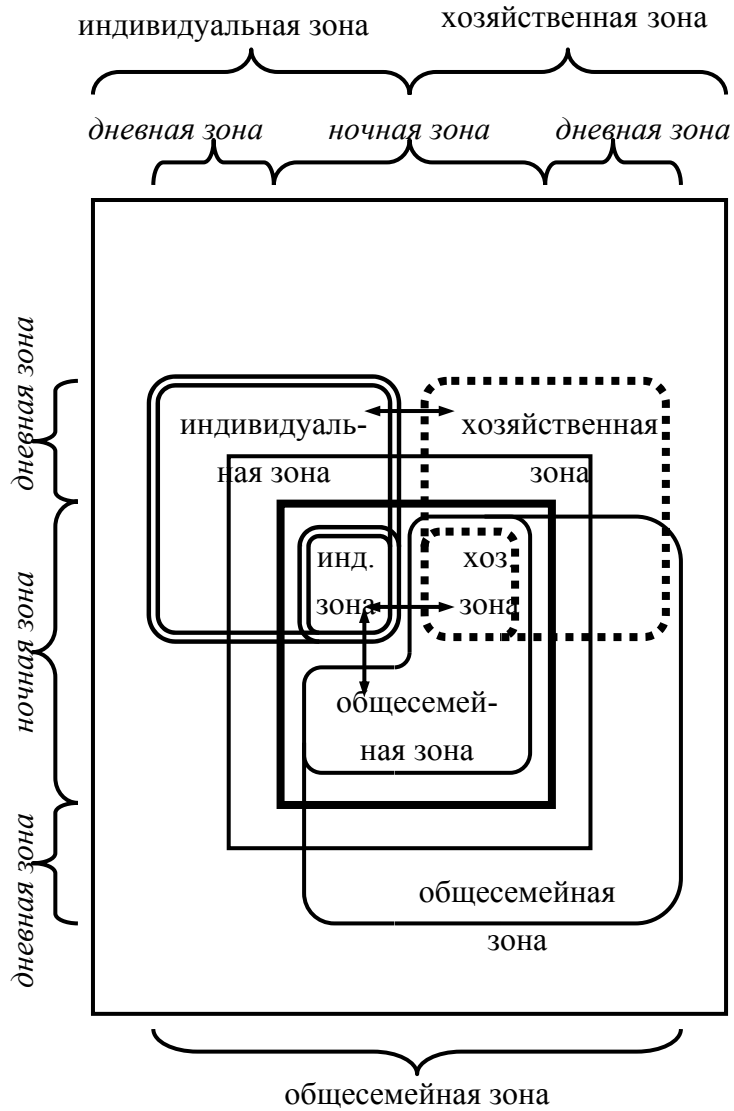 индивидуальная зона
хозяйственная зона
дневная зона
ночная зона
дневная зона
дневная зона
ночная зона
дневная зона
индивидуаль-
ная зона
хозяйственная
зона
инд.
зона
хоз
зона
общесемей-
ная зона
общесемейная
зона
общесемейная зона